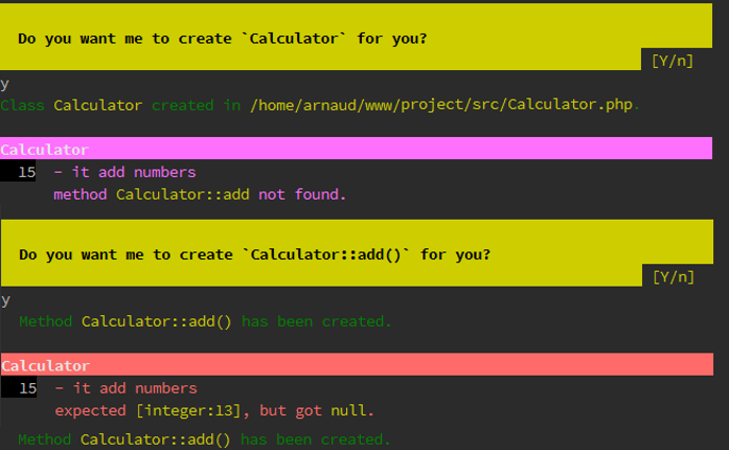 Do you want me to create `Calculator` for you?
[Y/n]
y
Class Calculator created in /home/arnaud/www/project/src/Calculator.php.
Calculator
15 - it add numbers
method Calculator::add not found.
Do you want me to create `Calculator::add()` for you?
[Y/n]
y
Method Calculator::add() has been created.
Calculator
15 - it add numbers
expected [integer:13], but got null.
Method Calculator::add() has been created.